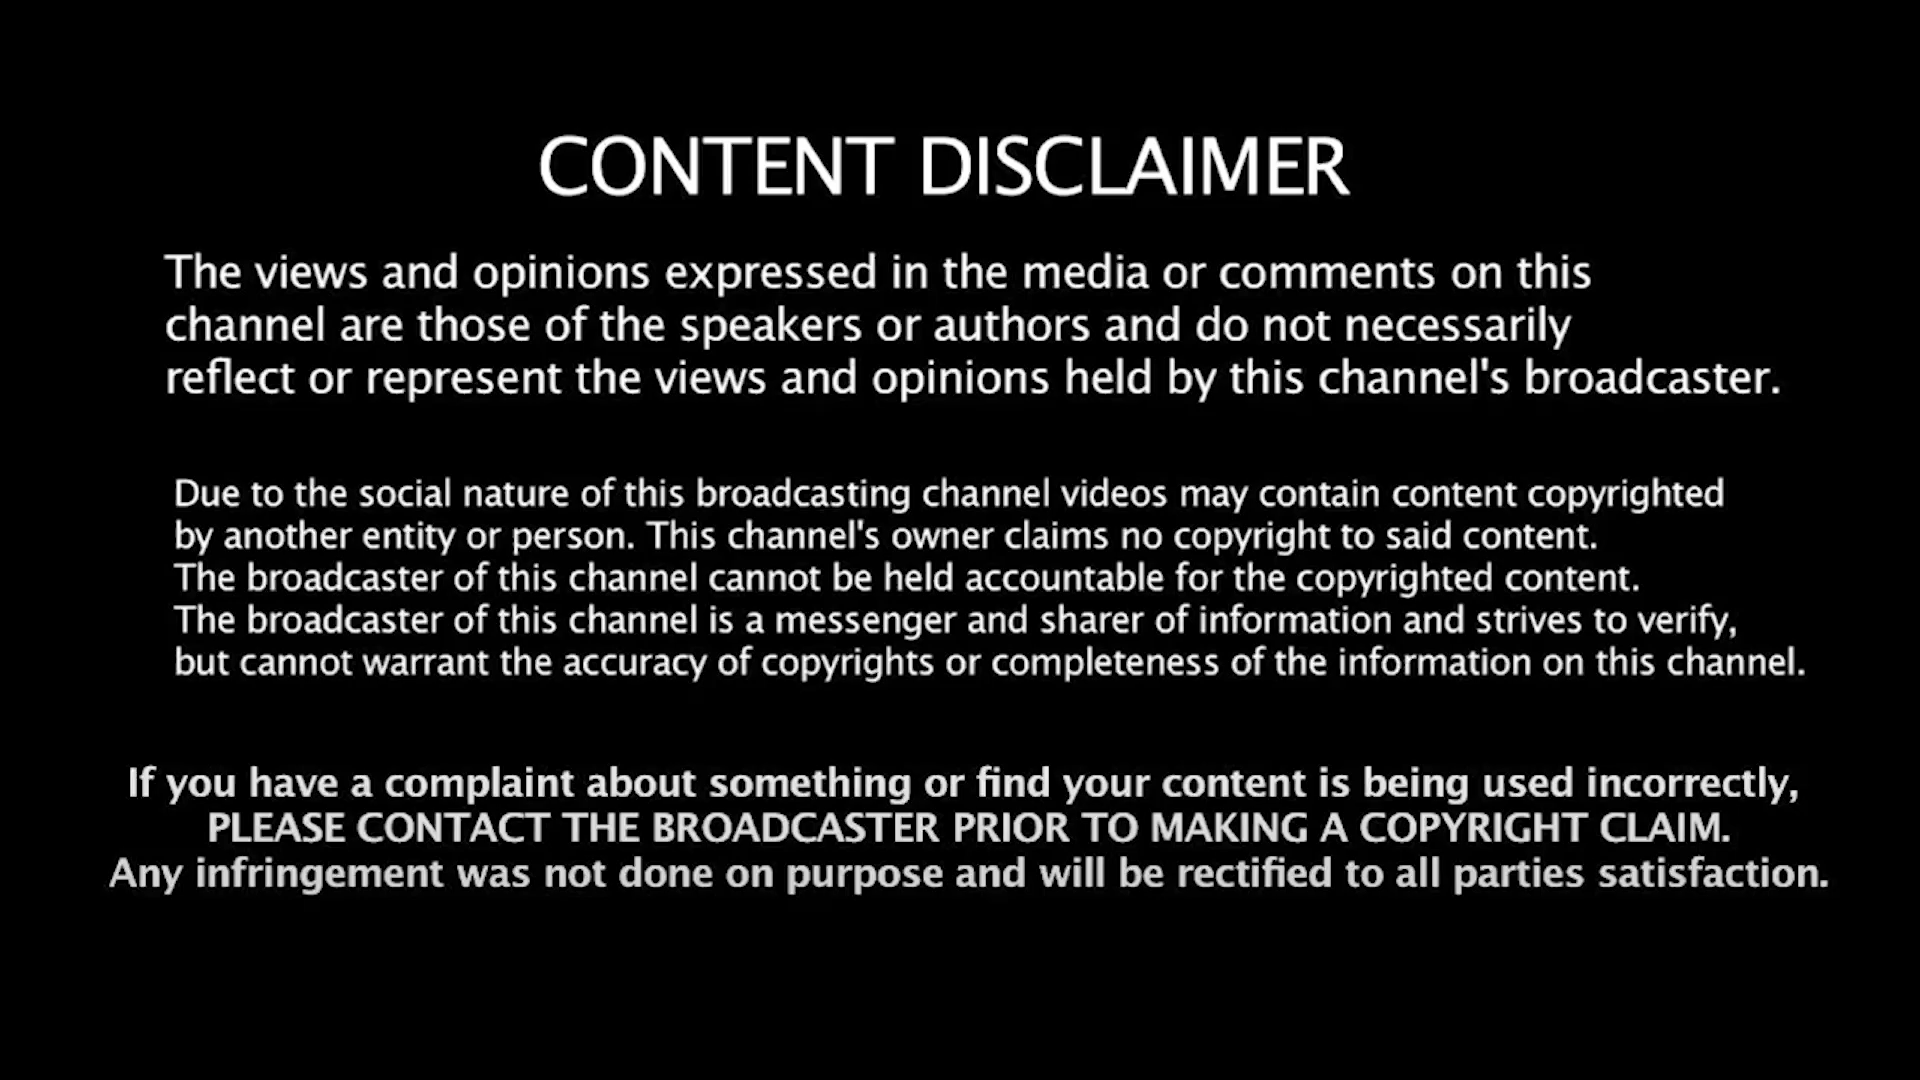 CONTENT DISCLAIMER
The views and opinions expressed in the media or comments on this
channel are those of the speakers or authors and do not necessarily
reflect or represent the views and opinions held by this channel's broadcaster.
Due to the social nature of this broadcasting channel videos may contain content copyrighted
by another entity or person. This channel's owner claims no copyright to said content.
The broadcaster of this channel cannot be held accountable for the copyrighted content.
The broadcaster of this channel is a messenger and sharer of information and strives to verify,
but cannot warrant the accuracy of copyrights or completeness of the information on this channel.
If you have a complaint about something or find your content is being used incorrectly,
PLEASE CONTACT THE BROADCASTER PRIOR TO MAKING A COPYRIGHT CLAIM.
Any infringement was not done on purpose and will be rectified to all parties satisfaction.